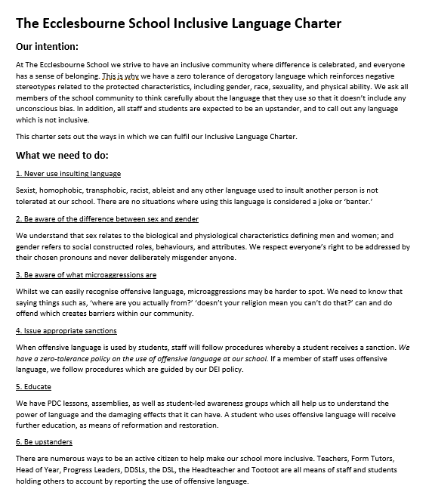 The Ecclesbourne School Inclusive Language Charter
Our intention:
At The Ecclesbourne School we strive to have an inclusive community where difference is celebrated, and everyone
has a sense of belonging. This is why we have a zero tolerance of derogatory language which reinforces negative
stereotypes related to the protected characteristics, including gender, race, sexuality, and physical ability. We ask all
members of the school community to think carefully about the language that they use so that it doesn't include any
unconscious bias. In addition, all staff and students are expected to be an upstander, and to call out any language
which is not inclusive.
This charter sets out the ways in which we can fulfil our Inclusive Language Charter.
What we need to do:
1. Never use insulting language
Sexist, homophobic, transphobic, racist, ableist and any other language used to insult another person is not
tolerated at our school. There are no situations where using this language is considered a joke or 'banter.'
2. Be aware of the difference between sex and gender
We understand that sex relates to the biological and physiological characteristics defining men and women; and
gender refers to social constructed roles, behaviours, and attributes. We respect everyone's right to be addressed by
their chosen pronouns and never deliberately misgender anyone.
3. Be aware of what microaggressions are
Whilst we can easily recognise offensive language, microaggressions may be harder to spot. We need to know that
saying things such as, 'where are you actually from?' 'doesn't your religion mean you can't do that?' can and do
offend which creates barriers within our community.
4. Issue appropriate sanctions
When offensive language is used by students, staff will follow procedures whereby a student receives a sanction. We
have a zero-tolerance policy on the use of offensive language at our school. If a member of staff uses offensive
language, we follow procedures which are guided by our DEI policy.
5. Educate
We have PDC lessons, assemblies, as well as student-led awareness groups which all help us to understand the
power of language and the damaging effects that it can have. A student who uses offensive language will receive
further education, as means of reformation and restoration.
6. Be upstanders
There are numerous ways to be an active citizen to help make our school more inclusive. Teachers, Form Tutors,
Head of Year, Progress Leaders, DDSLs, the DSL, the Headteacher and Tootoot are all means of staff and students
holding others to account by reporting the use of offensive language.